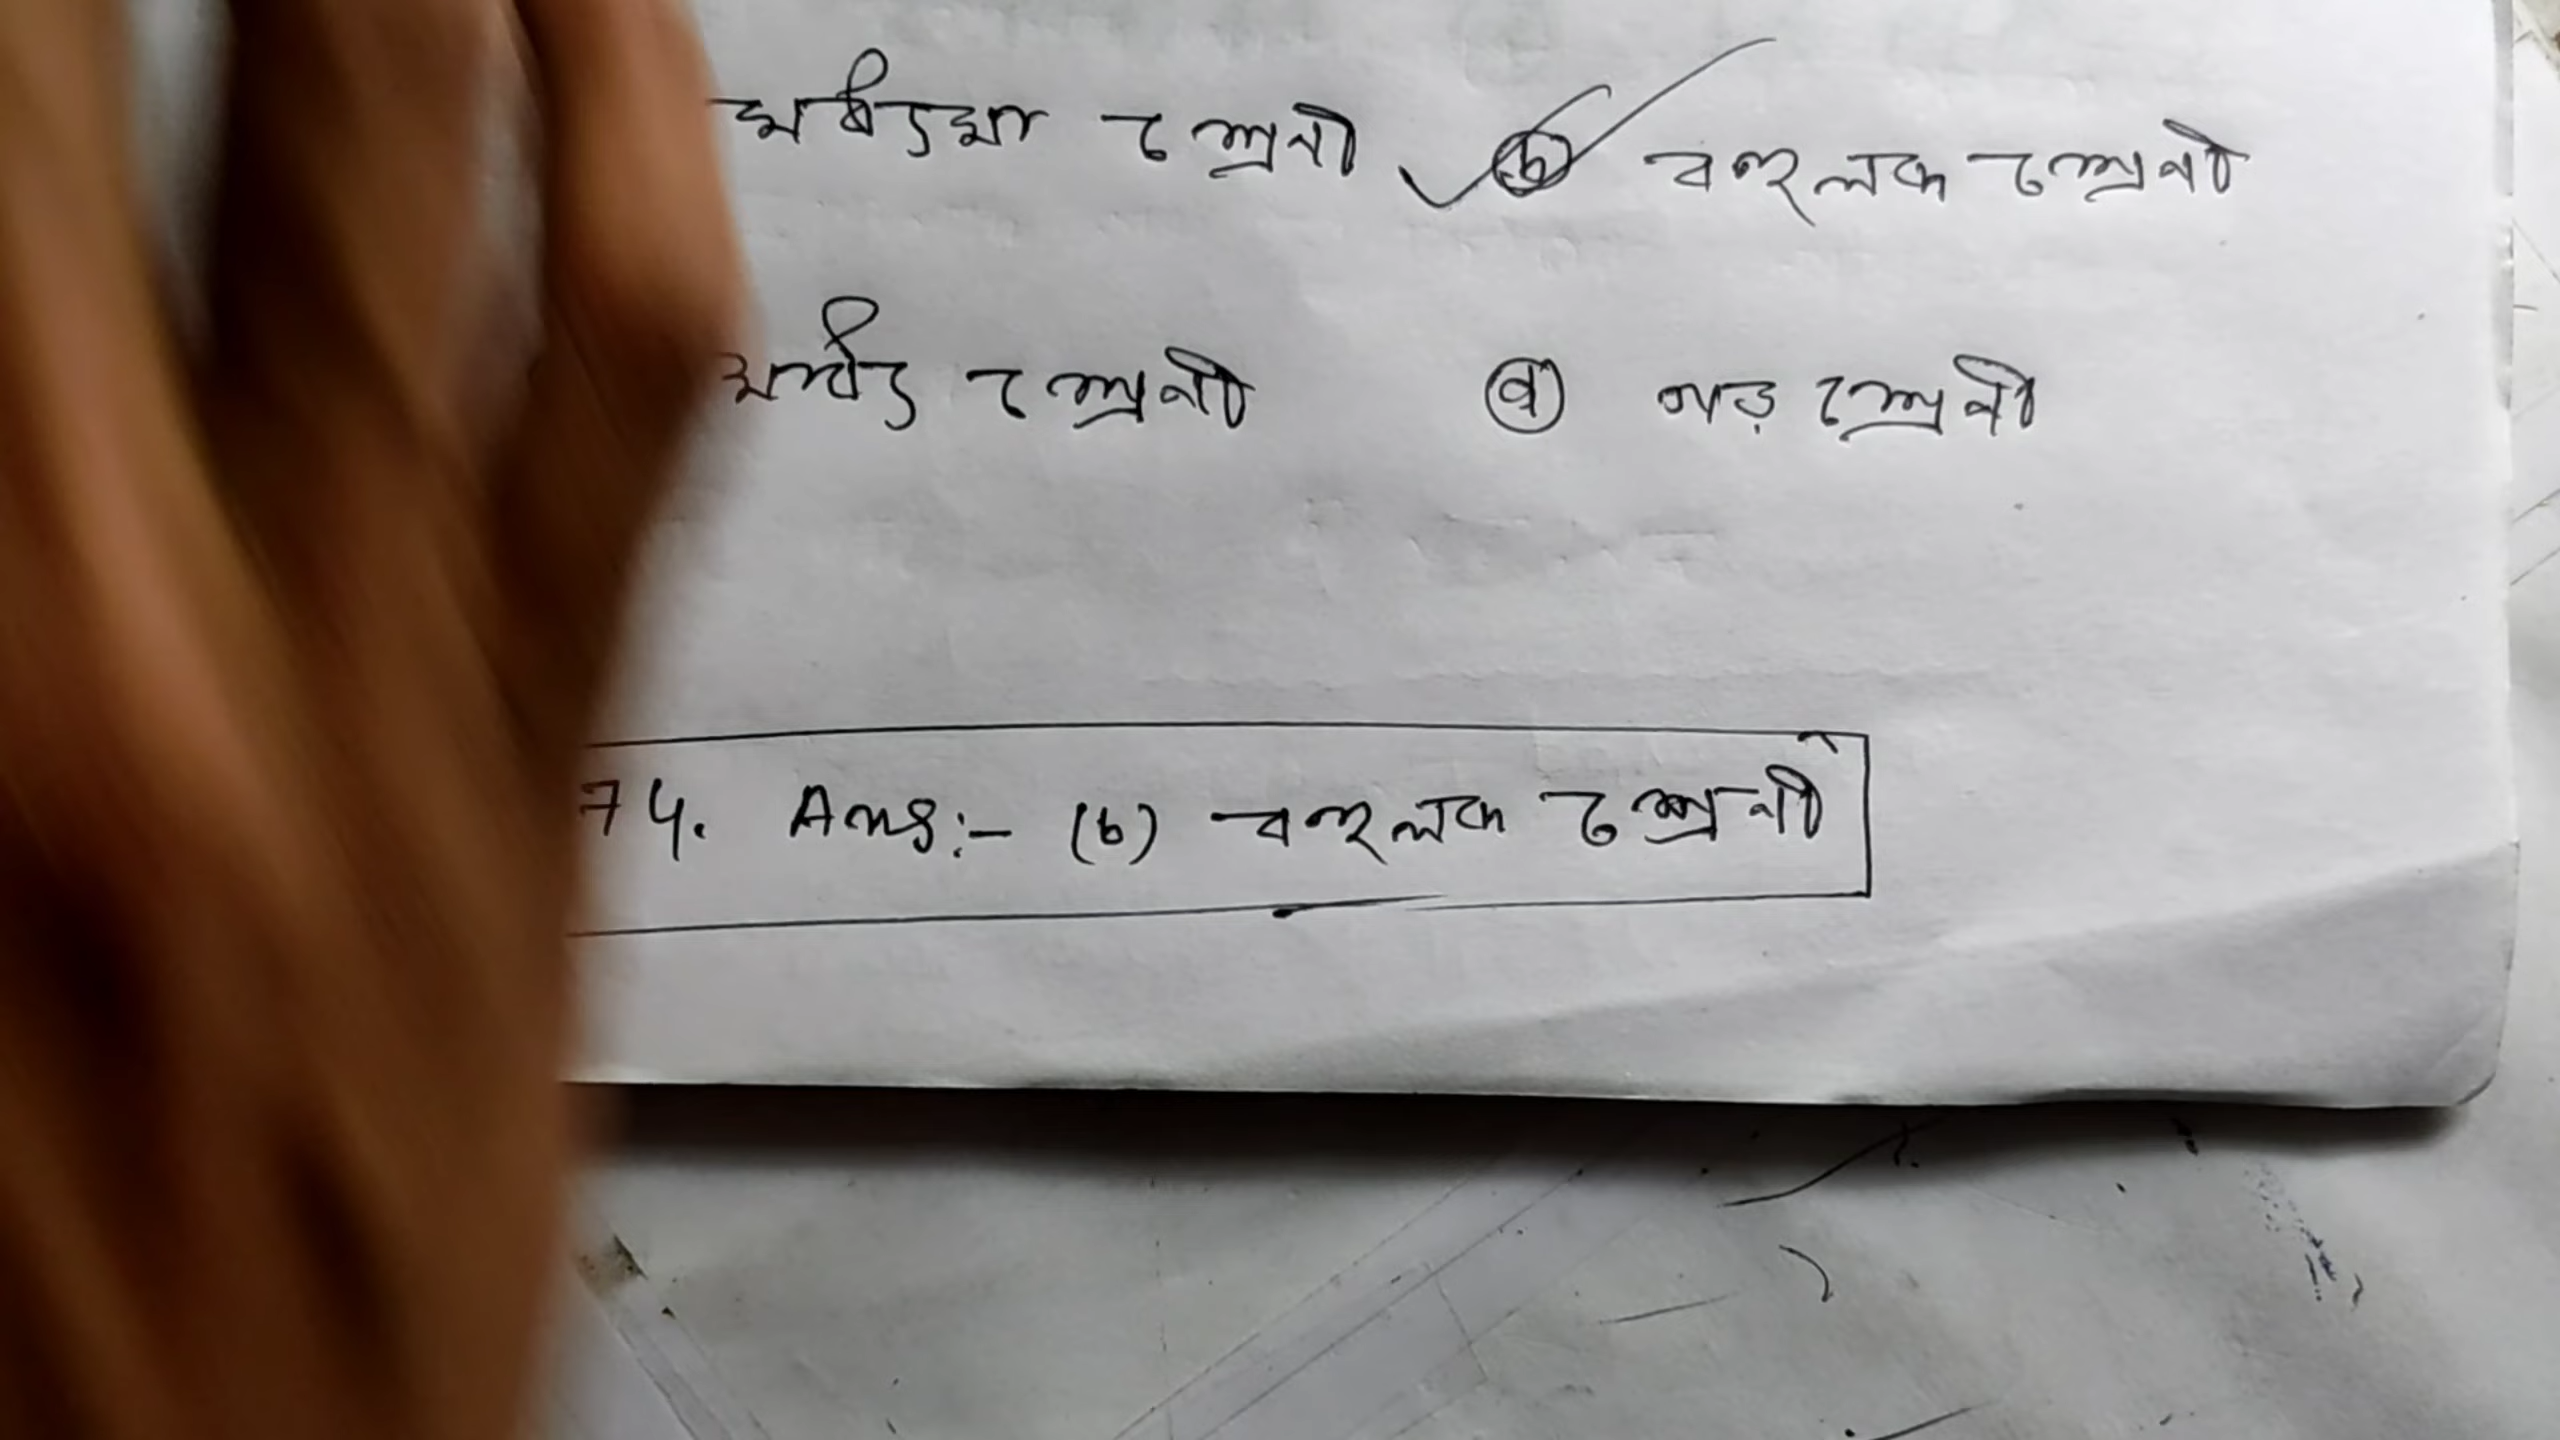 মধ্যমা শ্রেনী (b) বহুলক শ্রেনী
শ্রেনী (d) গড় শ্রেনী
74. Ans:- (b) বহুলক শ্রেনী